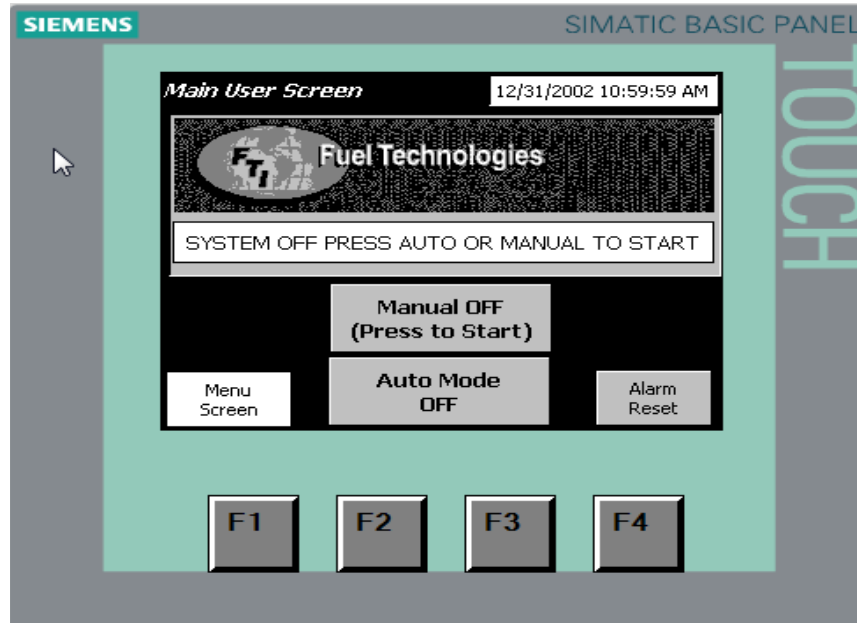 SIEMENS
SIMATIC BASIC PANEL
TOUCH
Main User Screen
12/31/2002 10:59:59 AM
FTI
Fuel Technologies
SYSTEM OFF PRESS AUTO OR MANUAL TO START
Manual OFF
(Press to Start)
Menu
Screen
Auto Mode
OFF
Alarm
Reset
F1
F2
F3
F4